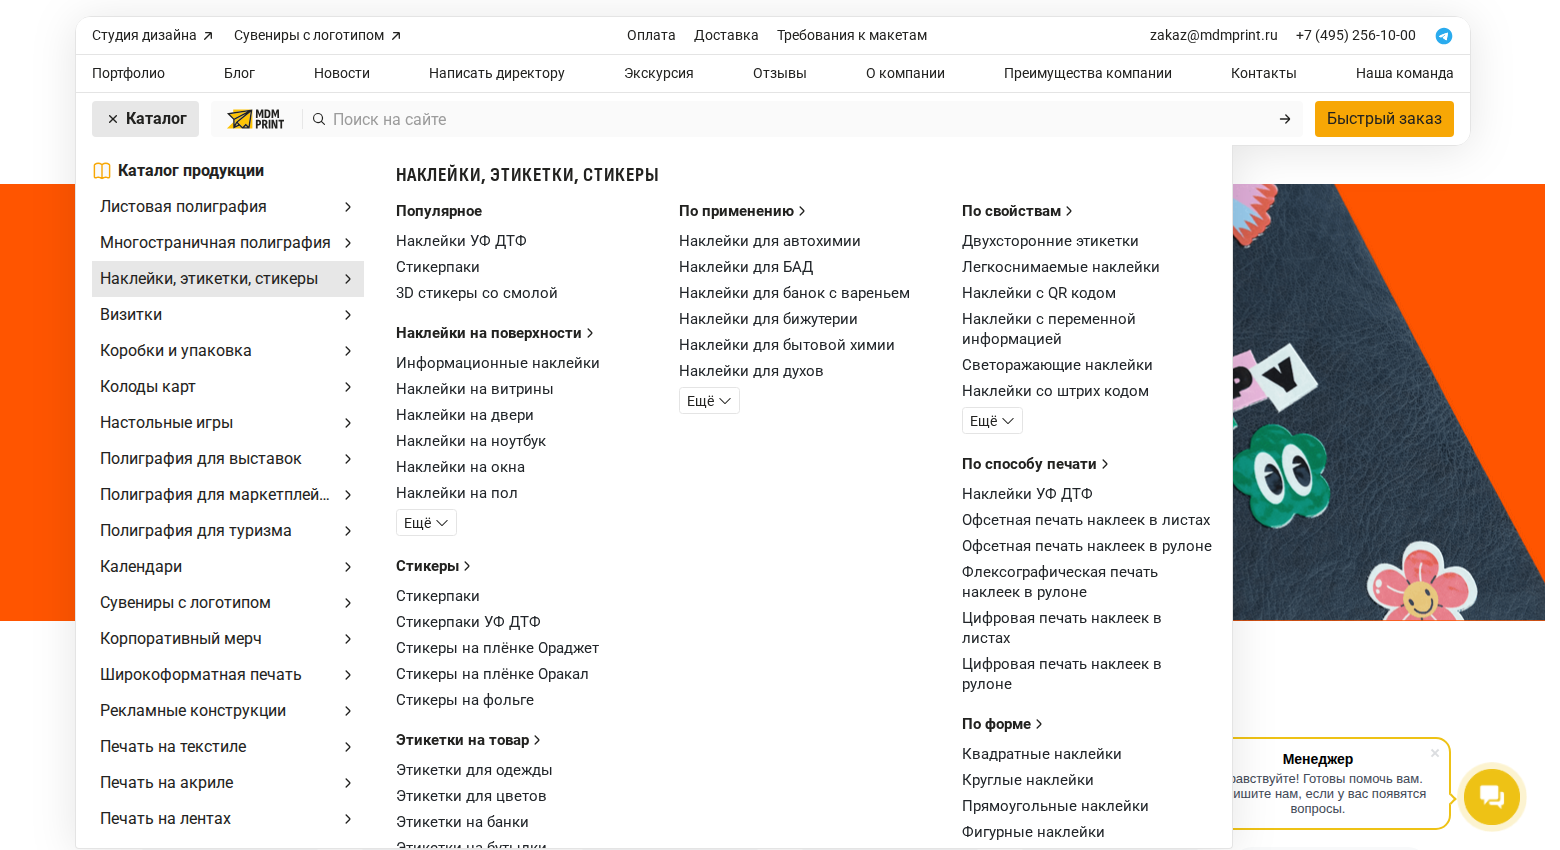 Студия дизайна
Сувениры с логотипом
Оплата
Доставка
Требования к макетам
zakaz@mdmprint.ru
+7 (495) 256-10-00
Портфолио
Блог
Новости
Написать директору
Экскурсия
Отзывы
О компании
Преимущества компании
Контакты
Наша команда
Каталог
MDM
PRINT
Поиск на сайте
Быстрый заказ
Каталог продукции
Листовая полиграфия
Многостраничная полиграфия
Наклейки, этикетки, стикеры
Визитки
Коробки и упаковка
Колоды карт
Настольные игры
Полиграфия для выставок
Полиграфия для маркетплей...
Полиграфия для туризма
Календари
Сувениры с логотипом
Корпоративный мерч
Широкоформатная печать
Рекламные конструкции
Печать на текстиле
Печать на акриле
Печать на лентах
НАКЛЕЙКИ, ЭТИКЕТКИ, СТИКЕРЫ
Популярное
Наклейки УФ ДТФ
Стикерпаки
3D стикеры со смолой
Наклейки на поверхности
Информационные наклейки
Наклейки на витрины
Наклейки на двери
Наклейки на ноутбук
Наклейки на окна
Наклейки на пол
Ещё
Стикеры
Стикерпаки
Стикерпаки УФ ДТФ
Стикеры на плёнке Ораджет
Стикеры на плёнке Оракал
Стикеры на фольге
Этикетки на товар
Этикетки для одежды
Этикетки для цветов
Этикетки на банки
Этикетки на бутылки
По применению
Наклейки для автохимии
Наклейки для БАД
Наклейки для банок с вареньем
Наклейки для бижутерии
Наклейки для бытовой химии
Наклейки для духов
Ещё
По свойствам
Двухсторонние этикетки
Легкоснимаемые наклейки
Наклейки с QR кодом
Наклейки с переменной
информацией
Светоражающие наклейки
Наклейки со штрих кодом
Ещё
По способу печати
Наклейки УФ ДТФ
Офсетная печать наклеек в листах
Офсетная печать наклеек в рулоне
Флексографическая печать
наклеек в рулоне
Цифровая печать наклеек в
листах
Цифровая печать наклеек в
рулоне
По форме
Квадратные наклейки
Круглые наклейки
Прямоугольные наклейки
Фигурные наклейки
PY
Менеджер
равствуйте! Готовы помочь вам.
ишите нам, если у вас появятся
вопросы.